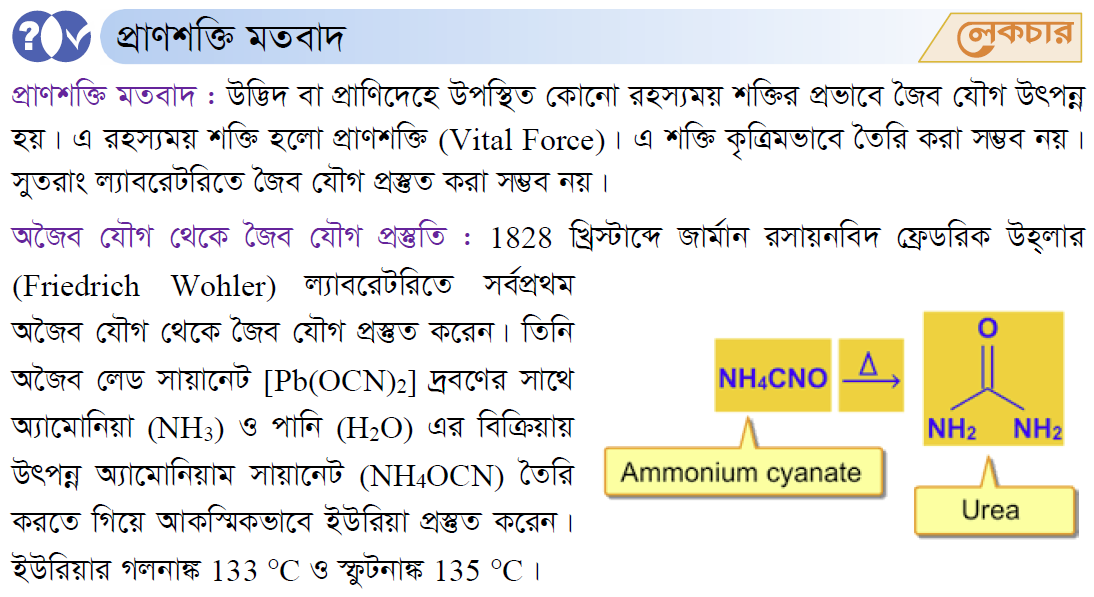 প্রাণশক্তি মতবাদ
লেকচার
প্রাণশক্তি মতবাদ : উদ্ভিদ বা প্রাণিদেহে উপস্থিত কোনো রহস্যময় শক্তির প্রভাবে জৈব যৌগ উৎপন্ন
হয়। এ রহস্যময় শক্তি হলো প্রাণশক্তি (Vital Force)। এ শক্তি কৃত্রিমভাবে তৈরি করা সম্ভব নয়।
সুতরাং ল্যাবরেটরিতে জৈব যৌগ প্রস্তুত করা সম্ভব নয়।
অজৈব যৌগ থেকে জৈব যৌগ প্রস্তুতি : 1828 খ্রিস্টাব্দে জার্মান রসায়নবিদ ফ্রেডরিক উহ্‌লার
(Friedrich Wohler) ল্যাবরেটরিতে সর্বপ্রথম
অজৈব যৌগ থেকে জৈব যৌগ প্রস্তুত করেন। তিনি
অজৈব লেড সায়ানেট [Pb(OCN)₂] দ্রবণের সাথে
অ্যামোনিয়া (NH₃) ও পানি (H₂O) এর বিক্রিয়ায়
উৎপন্ন অ্যামোনিয়াম সায়ানেট (NH₄OCN) তৈরি
করতে গিয়ে আকস্মিকভাবে ইউরিয়া প্রস্তুত করেন।
ইউরিয়ার গলনাঙ্ক 133 °C ও স্ফুটনাঙ্ক 135 °C।
O
NH₄CNO Δ
NH₂ NH₂
Ammonium cyanate
Urea